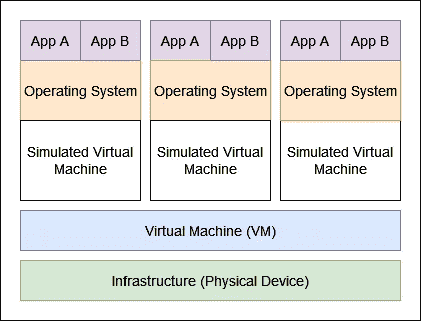 App A App B App A App B App A App B
Operating System Operating System Operating System
Simulated Virtual Simulated Virtual Simulated Virtual
Machine Machine Machine
Virtual Machine (VM)
Infrastructure (Physical Device)